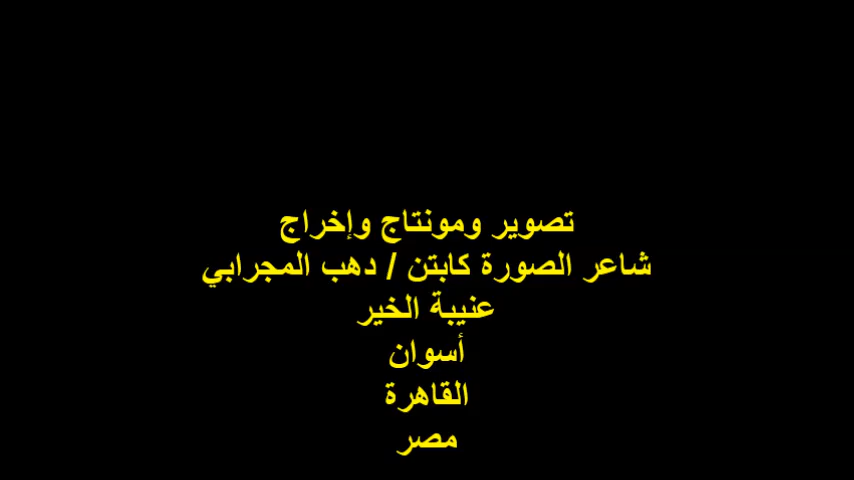 تصوير ومونتاج وإخراج
شاعر الصورة كابتن / دهب المجرابي
عنيبة الخير
أسوان
القاهرة
مصر